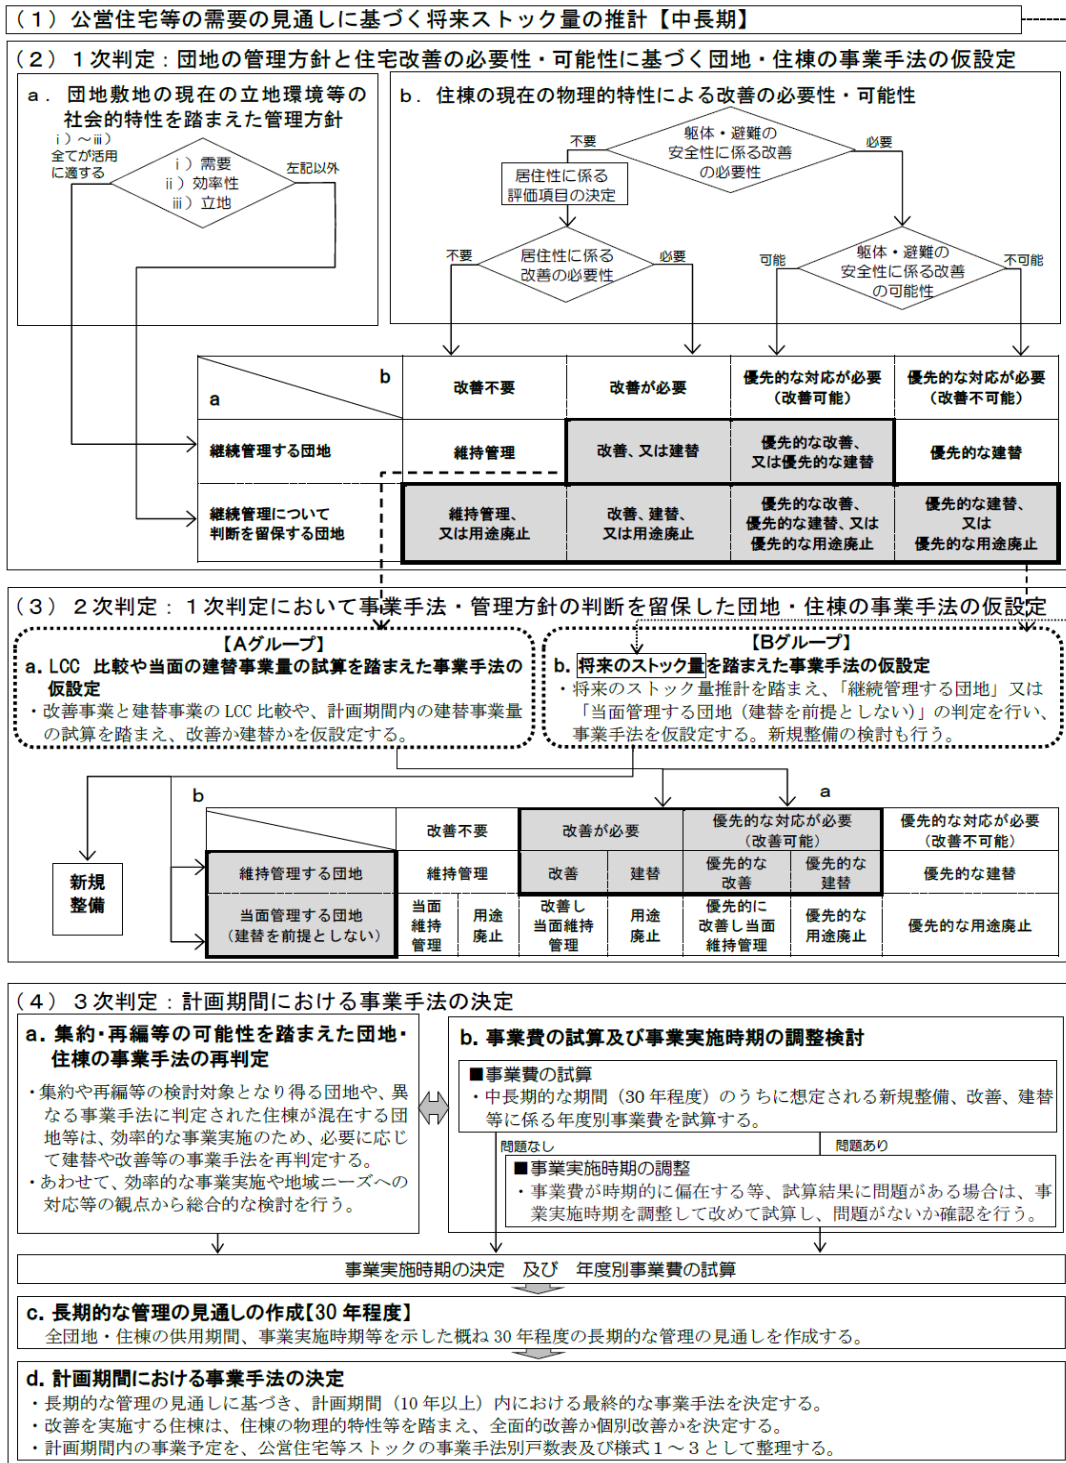 （１）公営住宅等の需要の見通しに基づく将来ストック量の推計【中長期】
（２）１次判定：団地の管理方針と住宅改善の必要性・可能性に基づく団地・住棟の事業手法の仮設定
ａ．団地敷地の現在の立地環境等の
社会的特性を踏まえた管理方針
ⅰ）～ⅲ）
全てが活用
に適する
ⅰ）需要
ⅱ）効率性
ⅲ）立地
左記以外
ｂ．住棟の現在の物理的特性による改善の必要性・可能性
不要
躯体・避難の
安全性に係る改善
の必要性
必要
居住性に係る
評価項目の決定
不要
居住性に係る
改善の必要性
必要
可能
躯体・避難の
安全性に係る改善
の可能性
不可能
ｂ
ａ
改善不要
改善が必要
優先的な対応が必要
（改善可能）
優先的な対応が必要
（改善不可能）
継続管理する団地
維持管理
改善、又は建替
優先的な改善、
又は優先的な建替
優先的な建替
継続管理について
判断を留保する団地
維持管理、
又は用途廃止
改善、建替、
又は用途廃止
優先的な改善、
優先的な建替、又は
優先的な用途廃止
優先的な建替、
又は
優先的な用途廃止
（３）２次判定：１次判定において事業手法・管理方針の判断を留保した団地・住棟の事業手法の仮設定
【Aグループ】
a. LCC 比較や当面の建替事業量の試算を踏まえた事業手法の
仮設定
・改善事業と建替事業の LCC 比較や、計画期間内の建替事業量
の試算を踏まえ、改善か建替かを仮設定する。
【Bグループ】
b. 将来のストック量を踏まえた事業手法の仮設定
・将来のストック量推計を踏まえ、「継続管理する団地」又は
「当面管理する団地（建替を前提としない）」の判定を行い、
事業手法を仮設定する。新規整備の検討も行う。
ｂ
ａ
新規
整備
改善不要
改善が必要
優先的な対応が必要
（改善可能）
優先的な対応が必要
（改善不可能）
維持管理する団地
維持管理
改善
建替
優先的な
改善
優先的な
建替
優先的な建替
当面管理する団地
（建替を前提としない）
当面
維持
管理
用途
廃止
改善し
当面維持
管理
用途
廃止
優先的に
改善し当面
維持管理
優先的な
用途廃止
優先的な用途廃止
（４）３次判定：計画期間における事業手法の決定
a. 集約・再編等の可能性を踏まえた団地・
住棟の事業手法の再判定
・集約や再編等の検討対象となり得る団地や、異
なる事業手法に判定された住棟が混在する団
地等は、効率的な事業実施のため、必要に応じ
て建替や改善等の事業手法を再判定する。
・あわせて、効率的な事業実施や地域ニーズへの
対応等の観点から総合的な検討を行う。
b. 事業費の試算及び事業実施時期の調整検討
■事業費の試算
・中長期的な期間（30 年程度）のうちに想定される新規整備、改善、建替
等に係る年度別事業費を試算する。
問題なし
問題あり
■事業実施時期の調整
・事業費が時期的に偏在する等、試算結果に問題がある場合は、事
業実施時期を調整して改めて試算し、問題がないか確認を行う。
事業実施時期の決定　及び　年度別事業費の試算
c. 長期的な管理の見通しの作成【30 年程度】
全団地・住棟の供用期間、事業実施時期等を示した概ね 30 年程度の長期的な管理の見通しを作成する。
d. 計画期間における事業手法の決定
・長期的な管理の見通しに基づき、計画期間（10 年以上）内における最終的な事業手法を決定する。
・改善を実施する住棟は、住棟の物理的特性等を踏まえ、全面的改善か個別改善かを決定する。
・計画期間内の事業予定を、公営住宅等ストックの事業手法別戸数表及び様式１～３として整理する。